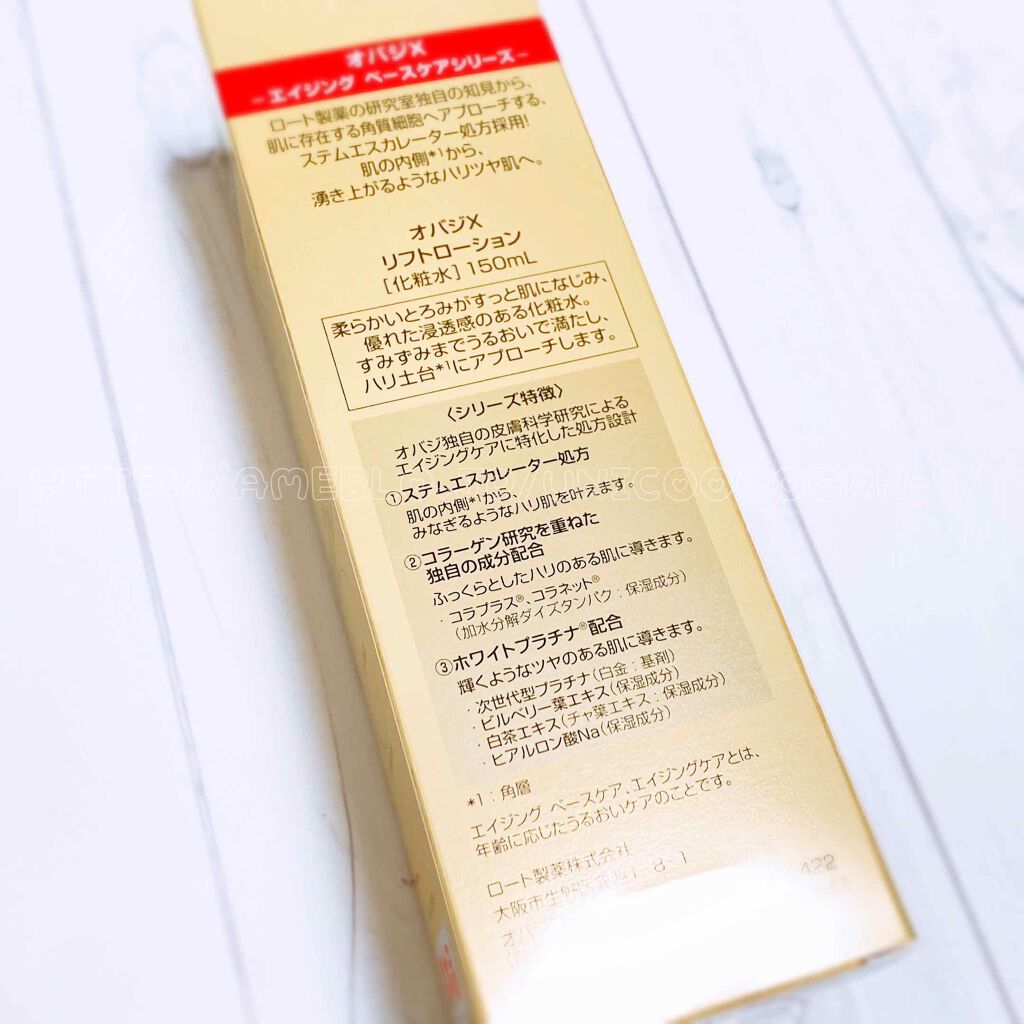 オバジX
－エイジング ベースケアシリーズ－
ロート製薬の研究室独自の知見から、
肌に存在する角質細胞へアプローチする、
ステムエスカレーター処方採用!
肌の内側*1から、
湧き上がるようなハリツヤ肌へ。
オバジX
リフトローション
[化粧水] 150mL
柔らかいとろみがすっと肌になじみ、
優れた浸透感のある化粧水。
すみずみまでうるおいで満たし、
ハリ土台*1にアプローチします。
〈シリーズ特徴〉
オバジ独自の皮膚科学研究による
エイジングケアに特化した処方設計
①ステムエスカレーター処方
肌の内側*1から、
みなぎるようなハリ肌を叶えます。
②コラーゲン研究を重ねた
独自の成分配合
ふっくらとしたハリのある肌に導きます。
・コラプラス®、コラネット®
(加水分解ダイズタンパク：保湿成分)
③ホワイトプラチナ®配合
輝くようなツヤのある肌に導きます。
・次世代型プラチナ(白金：基剤)
・ビルベリー葉エキス(保湿成分)
・白茶エキス(チャ葉エキス：保湿成分)
・ヒアルロン酸Na(保湿成分)
*1：角層
エイジング ベースケア、エイジングケアとは、
年齢に応じたうるおいケアのことです。
ロート製薬株式会社
大阪市生野区巽西1-8-1
422
オバ